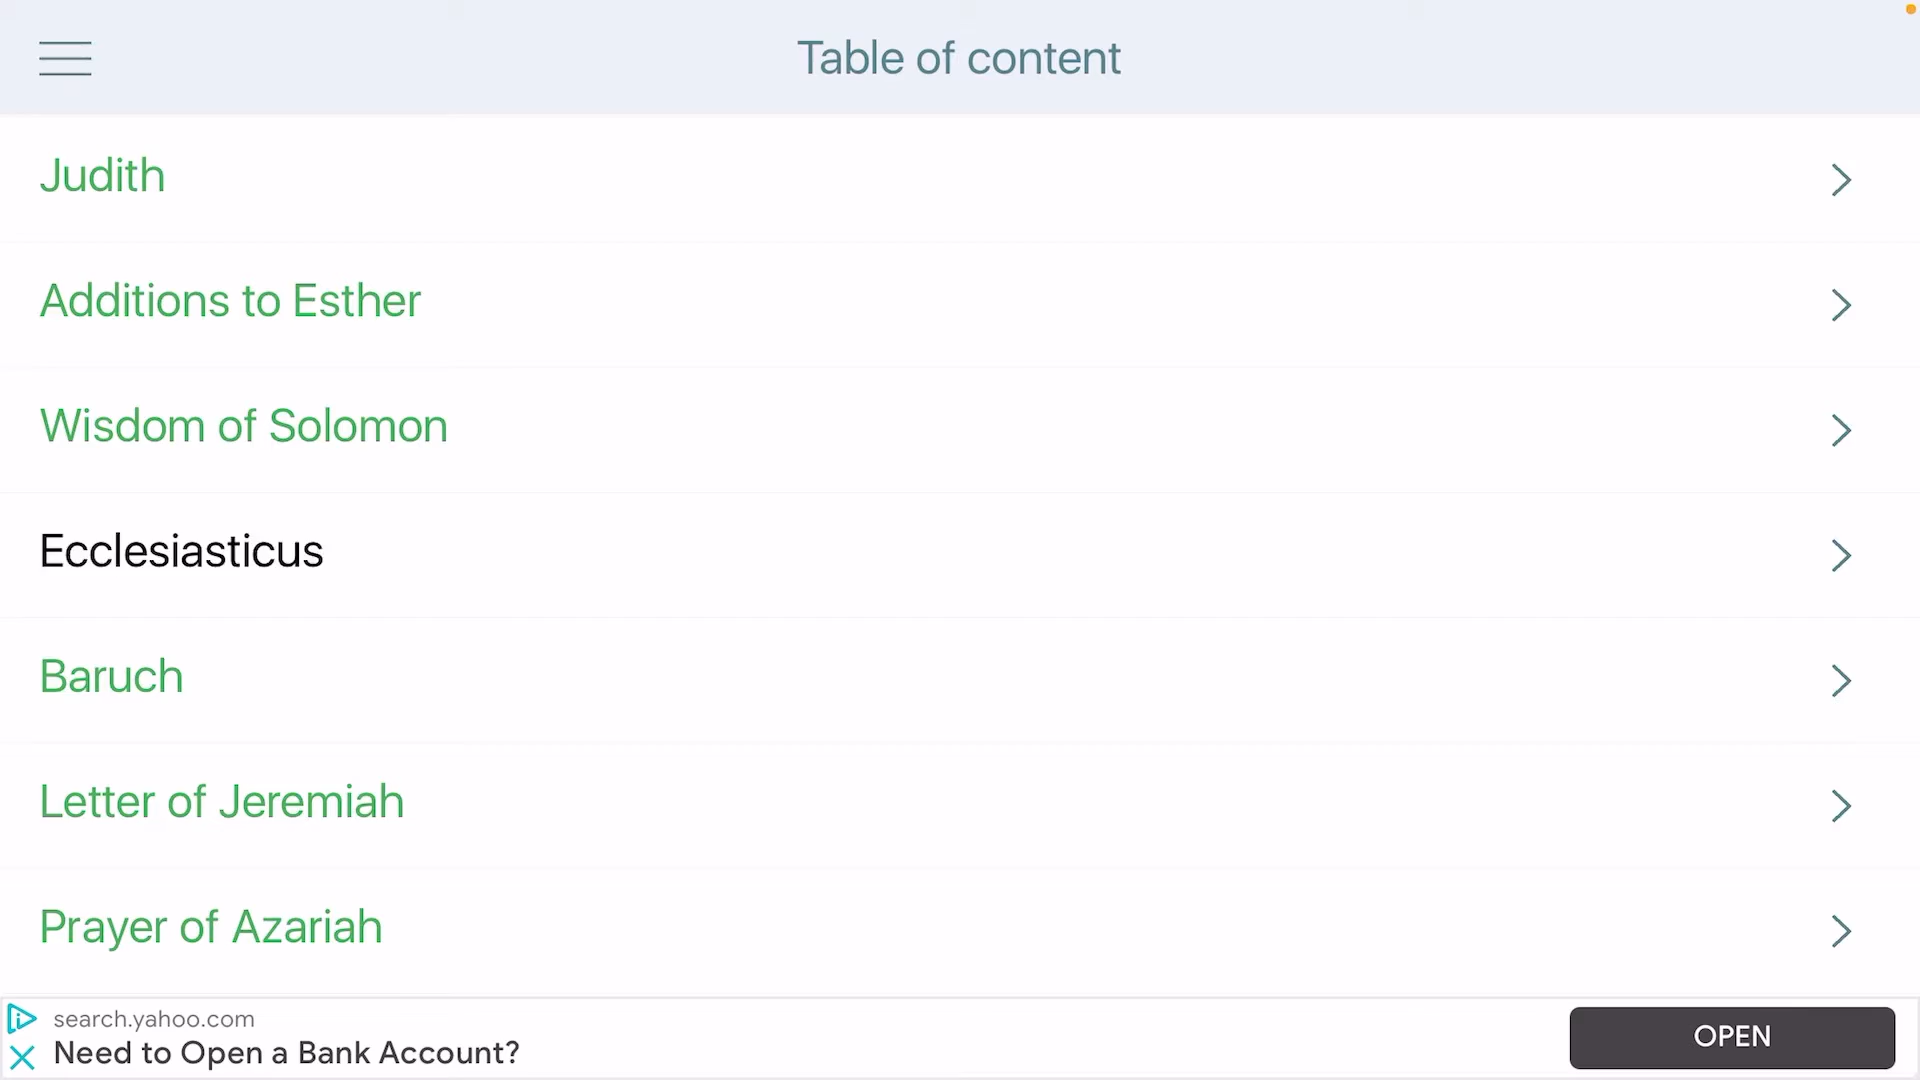 Table of content
Judith
Additions to Esther
Wisdom of Solomon
Ecclesiasticus
Baruch
Letter of Jeremiah
Prayer of Azariah
search.yahoo.com
Need to Open a Bank Account?
OPEN